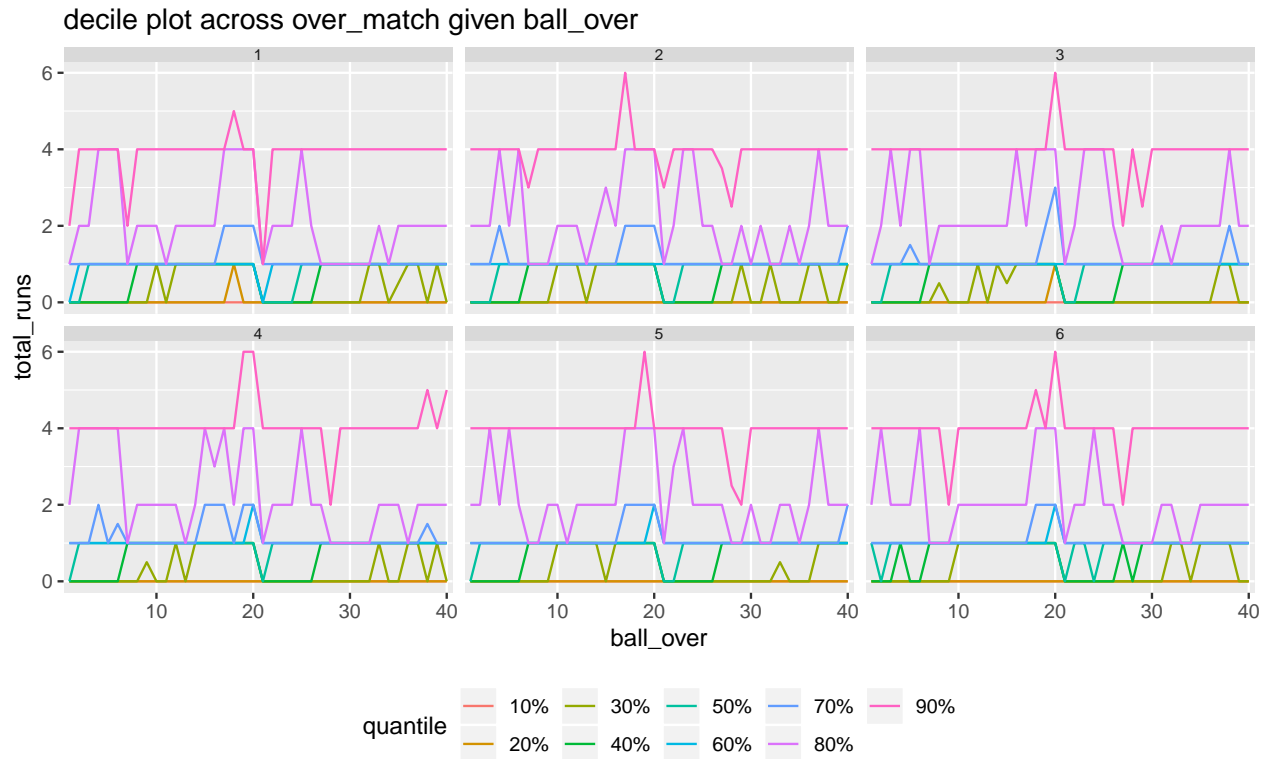 decile plot across over_match given ball_over
1 2 3
6
4
2
0
total_runs
4 5 6
6
4
2
0
10 20 30 40 10 20 30 40 10 20 30 40
ball_over
quantile
10% 30% 50% 70% 90%
20% 40% 60% 80%